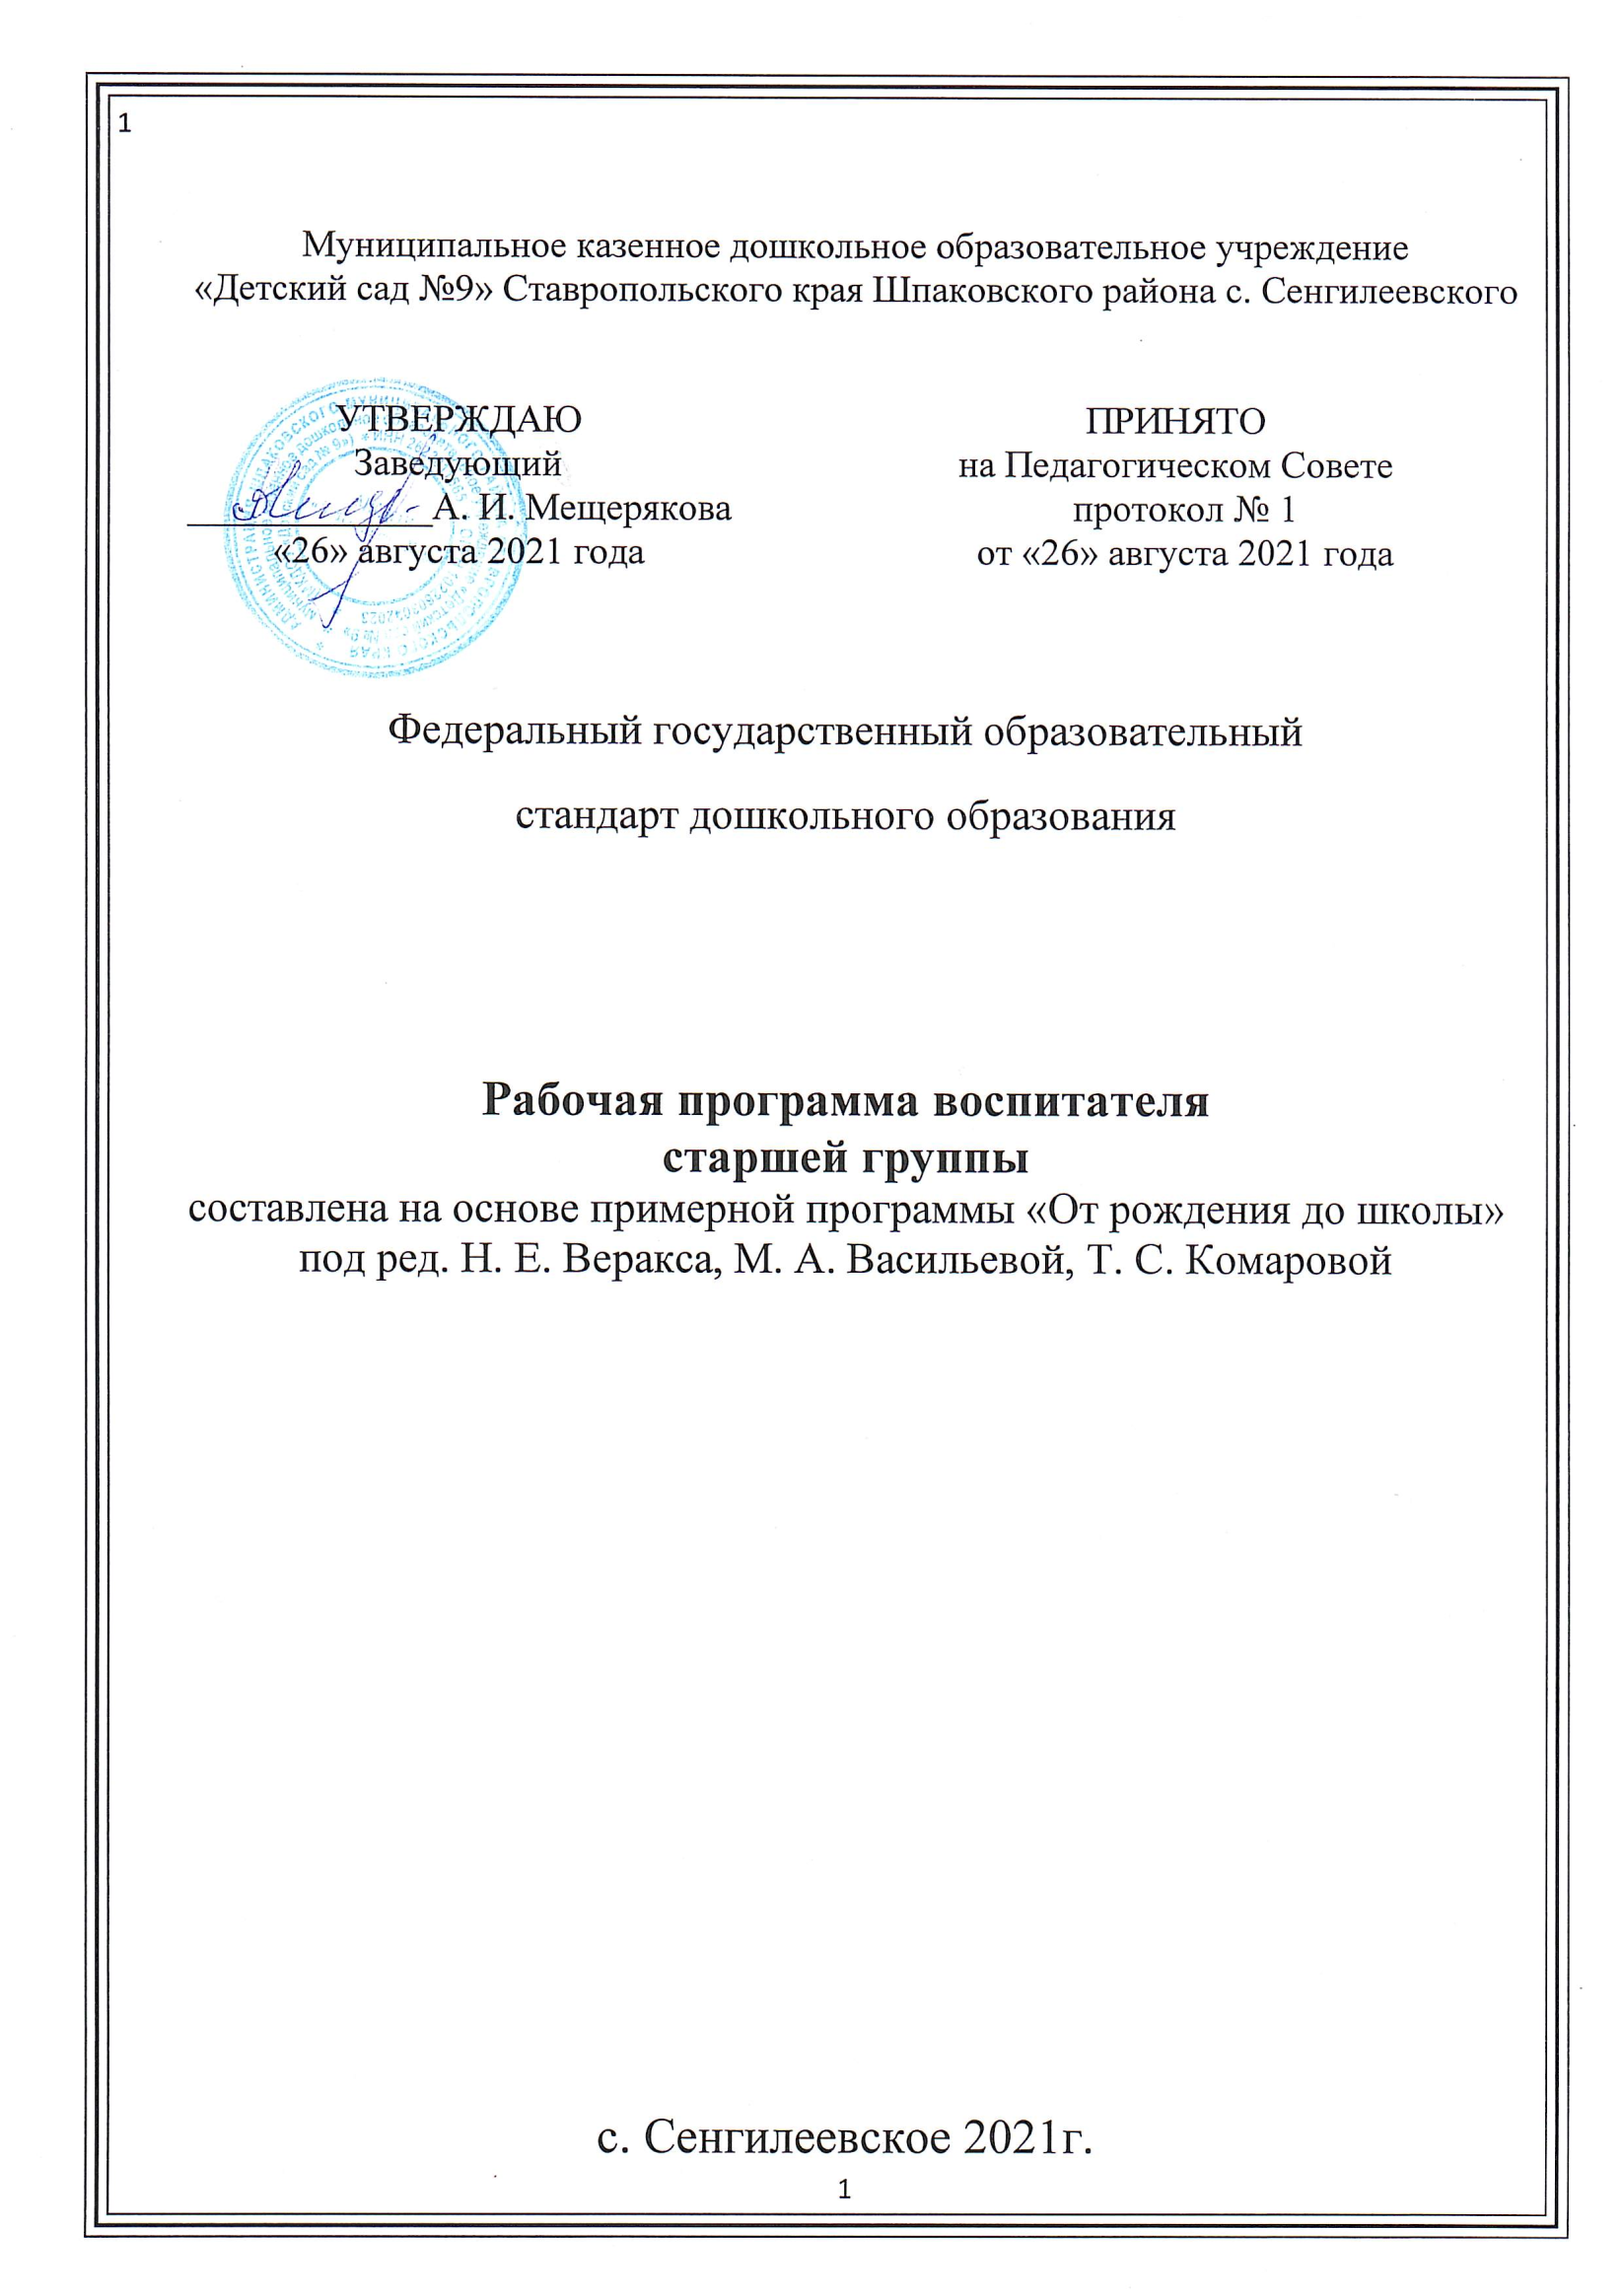 1
Муниципальное казенное дошкольное образовательное учреждение
«Детский сад №9» Ставропольского края Шпаковского района с. Сенгилеевского
УТВЕРЖДАЮ
Заведующий
А. И. Мещерякова
«26» августа 2021 года
ПРИНЯТО
на Педагогическом Совете
протокол № 1
от «26» августа 2021 года
Федеральный государственный образовательный
стандарт дошкольного образования
Рабочая программа воспитателя
старшей группы
составлена на основе примерной программы «От рождения до школы»
под ред. Н. Е. Веракса, М. А. Васильевой, Т. С. Комаровой
с. Сенгилеевское 2021г.
1